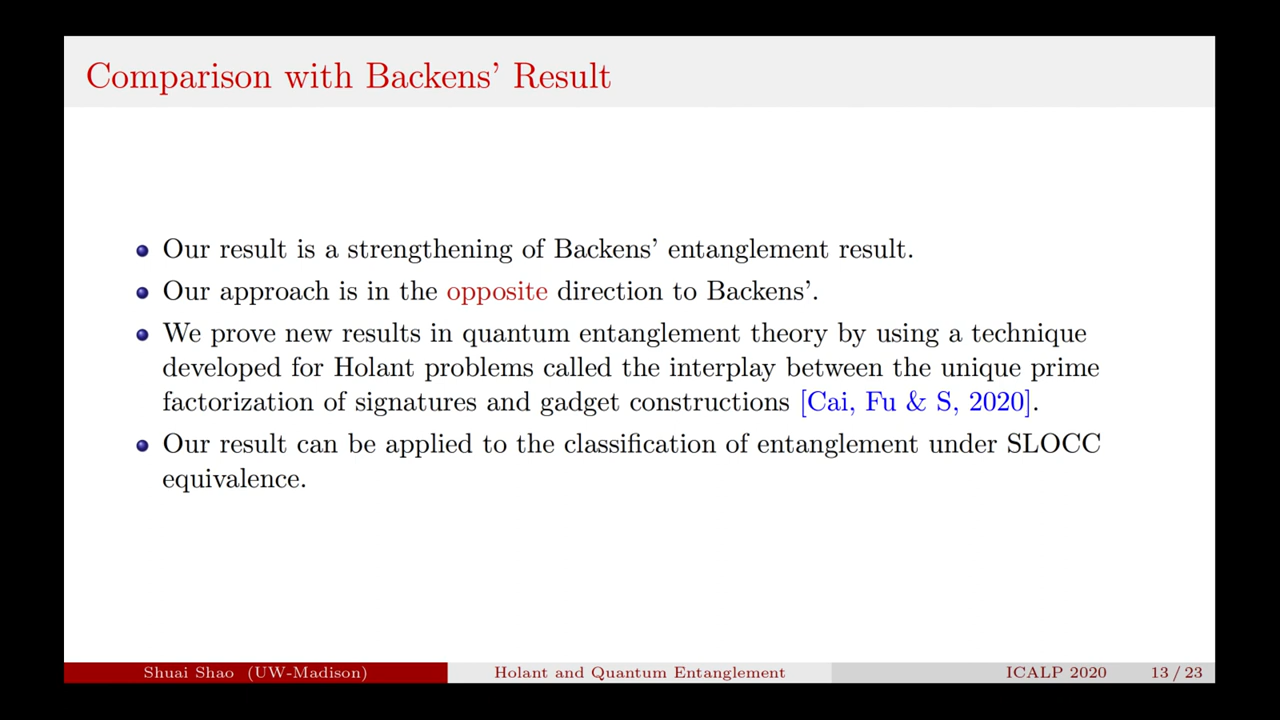 Comparison with Backens' Result
Our result is a strengthening of Backens' entanglement result.
Our approach is in the opposite direction to Backens'.
We prove new results in quantum entanglement theory by using a technique
developed for Holant problems called the interplay between the unique prime
factorization of signatures and gadget constructions [Cai, Fu & S, 2020].
Our result can be applied to the classification of entanglement under SLOCC
equivalence.
Shuai Shao (UW-Madison) Holant and Quantum Entanglement ICALP 2020 13 / 23